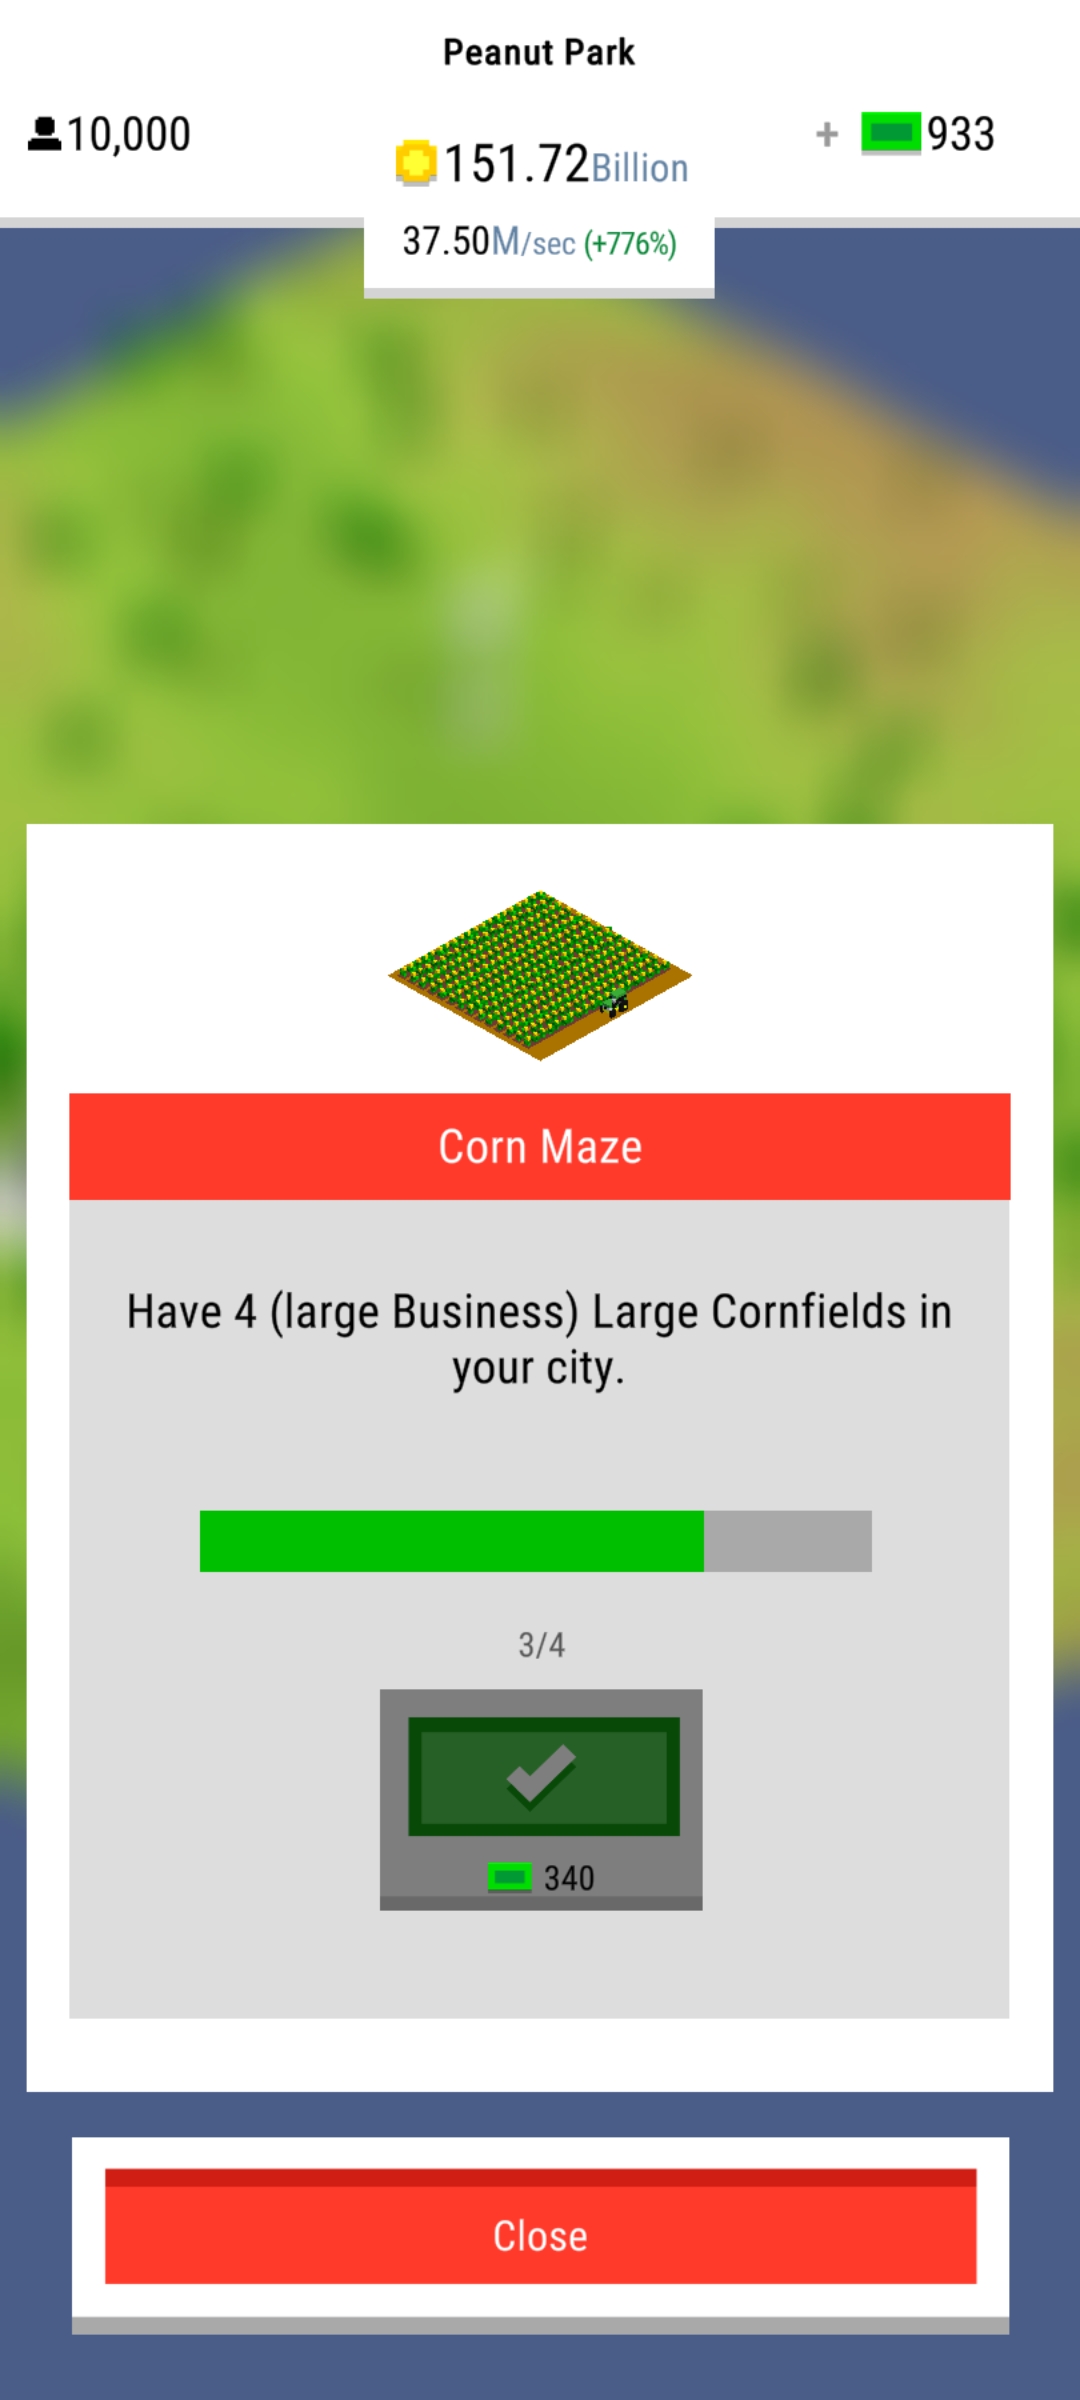 Peanut Park
10,000
151.72Billion
+ 933
37.50M/sec (+776%)
Corn Maze
Have 4 (large Business) Large Cornfields in
your city.
3/4
340
Close